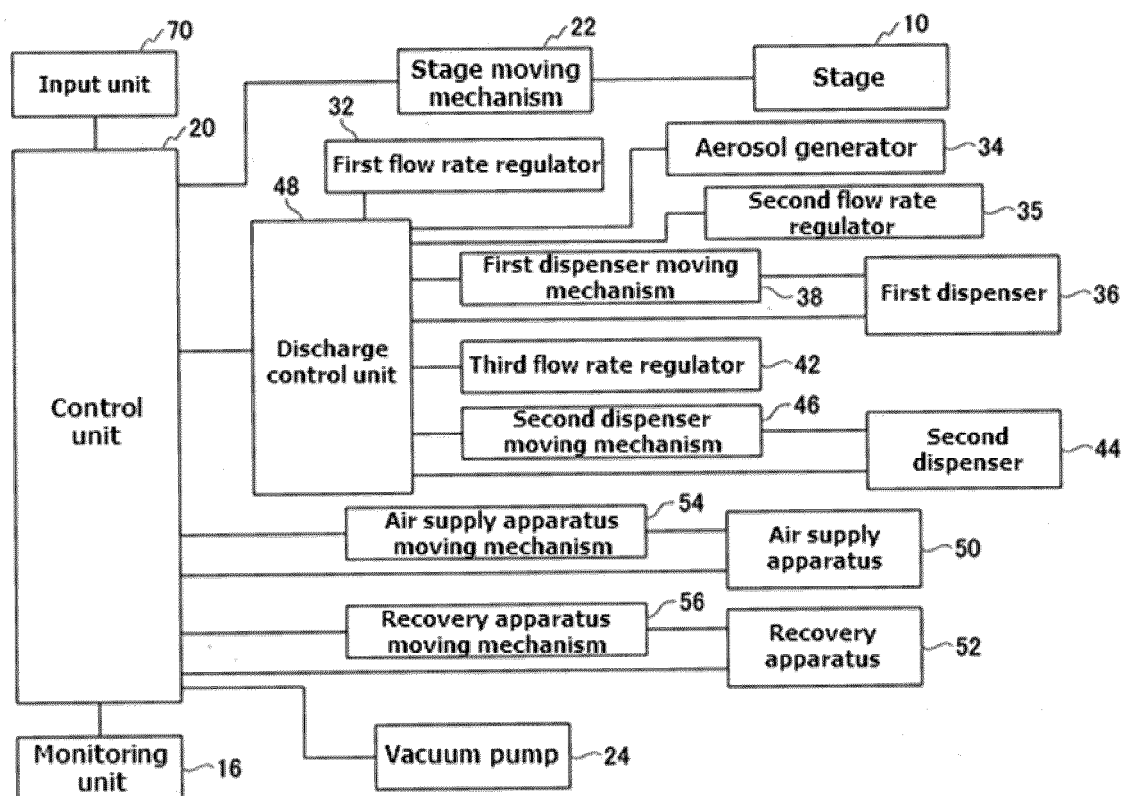 70
22
10
Input unit
Stage moving
mechanism
Stage
20
32
First flow rate regulator
Aerosol generator
34
48
Second flow rate
regulator
35
First dispenser moving
mechanism
38
First dispenser
36
Discharge
control unit
Third flow rate regulator
42
Control
unit
Second dispenser
moving mechanism
46
Second
dispenser
44
Air supply apparatus
moving mechanism
54
Air supply
apparatus
50
Recovery apparatus
moving mechanism
56
Recovery
apparatus
52
Monitoring
unit
16
Vacuum pump
24